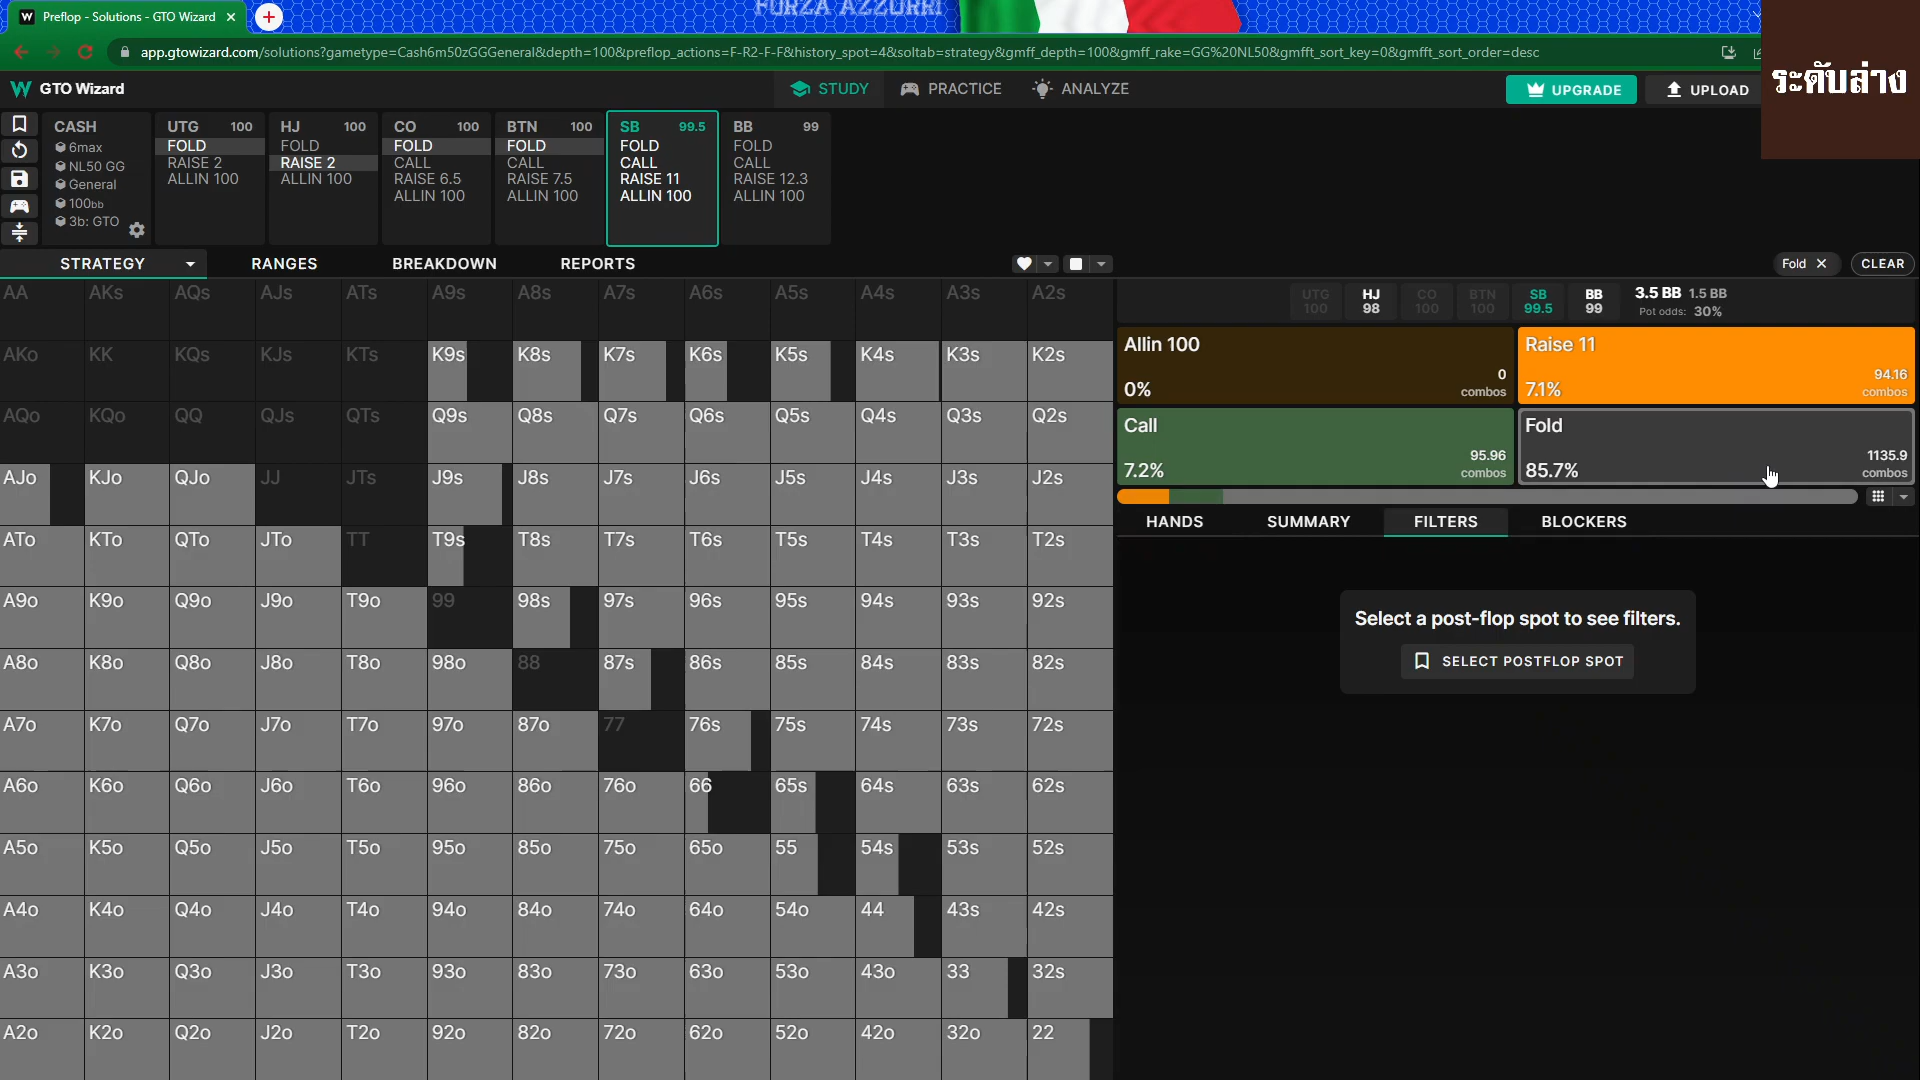 FORZA AZZURRI
Preflop - Solutions - GTO Wizard
app.gtowizard.com/solutions?gametype=Cash6m50zGGGeneral&depth=100&preflop_actions=F-R2-F-F&history_spot=4&soltab=strategy&gmff_depth=100&gmff_rake=GG%20NL50&gmfft_sort_key=0&gmfft_sort_order=desc
ระดับล่าง
GTO Wizard
STUDY PRACTICE ANALYZE
UPGRADE UPLOAD
CASH
6max
NL50 GG
General
100bb
3b: GTO
UTG 100
FOLD
RAISE 2
ALLIN 100
HJ 100
FOLD
RAISE 2
ALLIN 100
CO 100
FOLD
CALL
RAISE 6.5
ALLIN 100
BTN 100
FOLD
CALL
RAISE 7.5
ALLIN 100
SB 99.5
FOLD
CALL
RAISE 11
ALLIN 100
BB 99
FOLD
CALL
RAISE 12.3
ALLIN 100
STRATEGY RANGES BREAKDOWN REPORTS
Fold CLEAR
AA AKs AQs AJs ATs A9s A8s A7s A6s A5s A4s A3s A2s
AKo KK KQs KJs KTs K9s K8s K7s K6s K5s K4s K3s K2s
AQo KQo QQ QJs QTs Q9s Q8s Q7s Q6s Q5s Q4s Q3s Q2s
AJo KJo QJo JJ JTs J9s J8s J7s J6s J5s J4s J3s J2s
ATo KTo QTo JTo TT T9s T8s T7s T6s T5s T4s T3s T2s
A9o K9o Q9o J9o T9o 99 98s 97s 96s 95s 94s 93s 92s
A8o K8o Q8o J8o T8o 98o 88 87s 86s 85s 84s 83s 82s
A7o K7o Q7o J7o T7o 97o 87o 77 76s 75s 74s 73s 72s
A6o K6o Q6o J6o T6o 96o 86o 76o 66 65s 64s 63s 62s
A5o K5o Q5o J5o T5o 95o 85o 75o 65o 55 54s 53s 52s
A4o K4o Q4o J4o T4o 94o 84o 74o 64o 54o 44 43s 42s
A3o K3o Q3o J3o T3o 93o 83o 73o 63o 53o 43o 33 32s
A2o K2o Q2o J2o T2o 92o 82o 72o 62o 52o 42o 32o 22
UTG HJ CO BTN SB BB 3.5 BB 1.5 BB
100 98 100 100 99.5 99 Pot odds: 30%
Allin 100
0
0% combos
Raise 11
94.16
7.1% combos
Call
95.96
7.2% combos
Fold
1135.9
85.7% combos
HANDS SUMMARY FILTERS BLOCKERS
Select a post-flop spot to see filters.
SELECT POSTFLOP SPOT